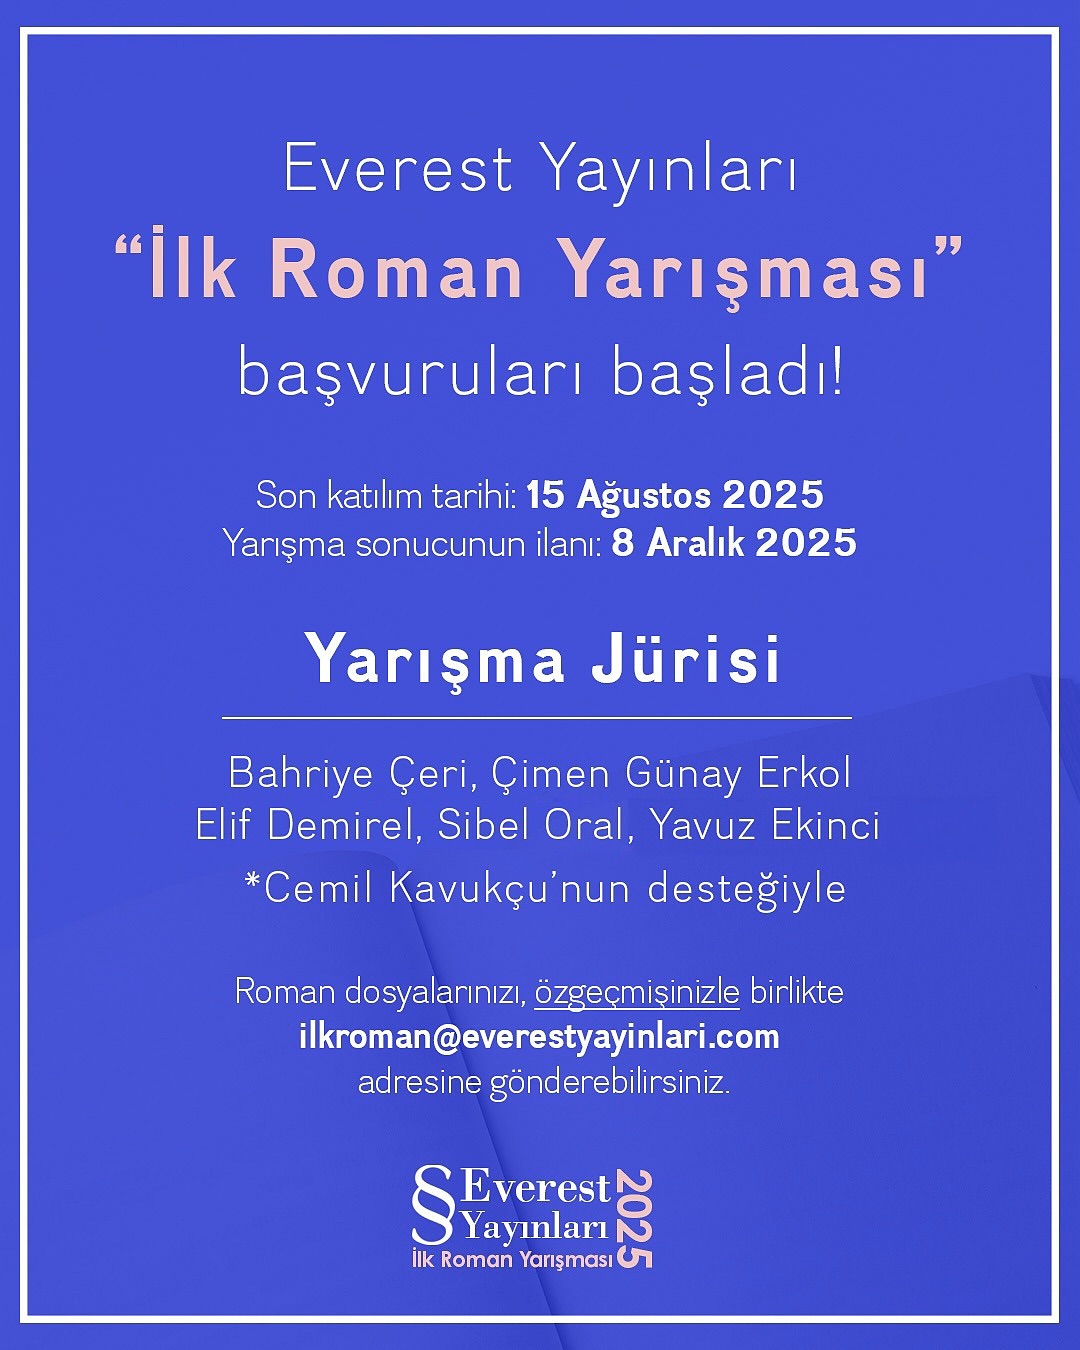 Everest Yayınları
“İlk Roman Yarışması”
başvuruları başladı!
Son katılım tarihi: 15 Ağustos 2025
Yarışma sonucunun ilanı: 8 Aralık 2025
Yarışma Jürisi
Bahriye Çeri, Çimen Günay Erkol
Elif Demirel, Sibel Oral, Yavuz Ekinci
*Cemil Kavukçu’nun desteğiyle
Roman dosyalarınızı, özgeçmişinizle birlikte
ilkroman@everestyayinlari.com
adresine gönderebilirsiniz.
Everest
Yayınları
İlk Roman Yarışması
2025